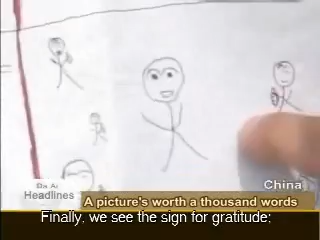 China
Da Ai
Headlines
A picture's worth a thousand words
Finally, we see the sign for gratitude: